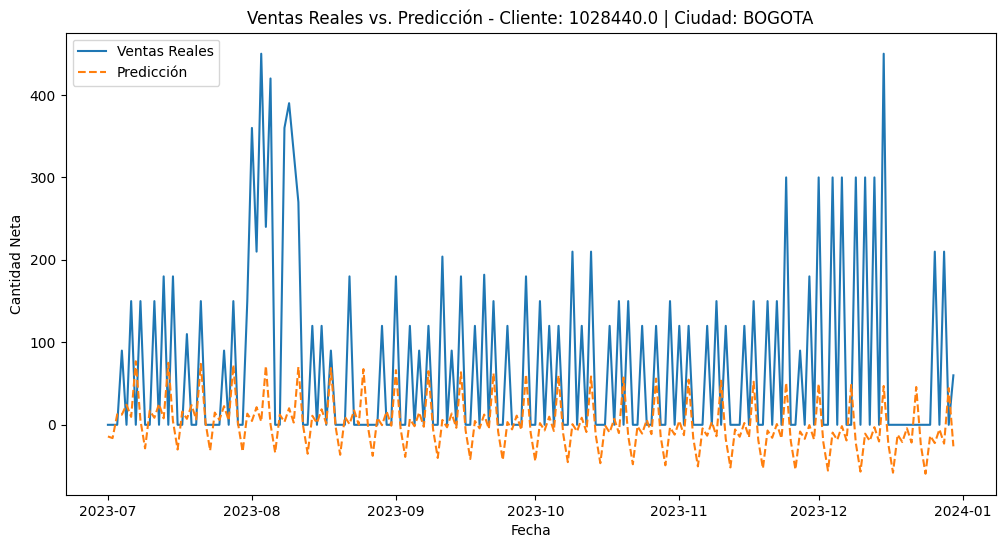 Ventas Reales vs. Predicción - Cliente: 1028440.0 | Ciudad: BOGOTA
Ventas Reales
Predicción
Cantidad Neta
400
300
200
100
0
2023-07
2023-08
2023-09
2023-10
2023-11
2023-12
2024-01
Fecha